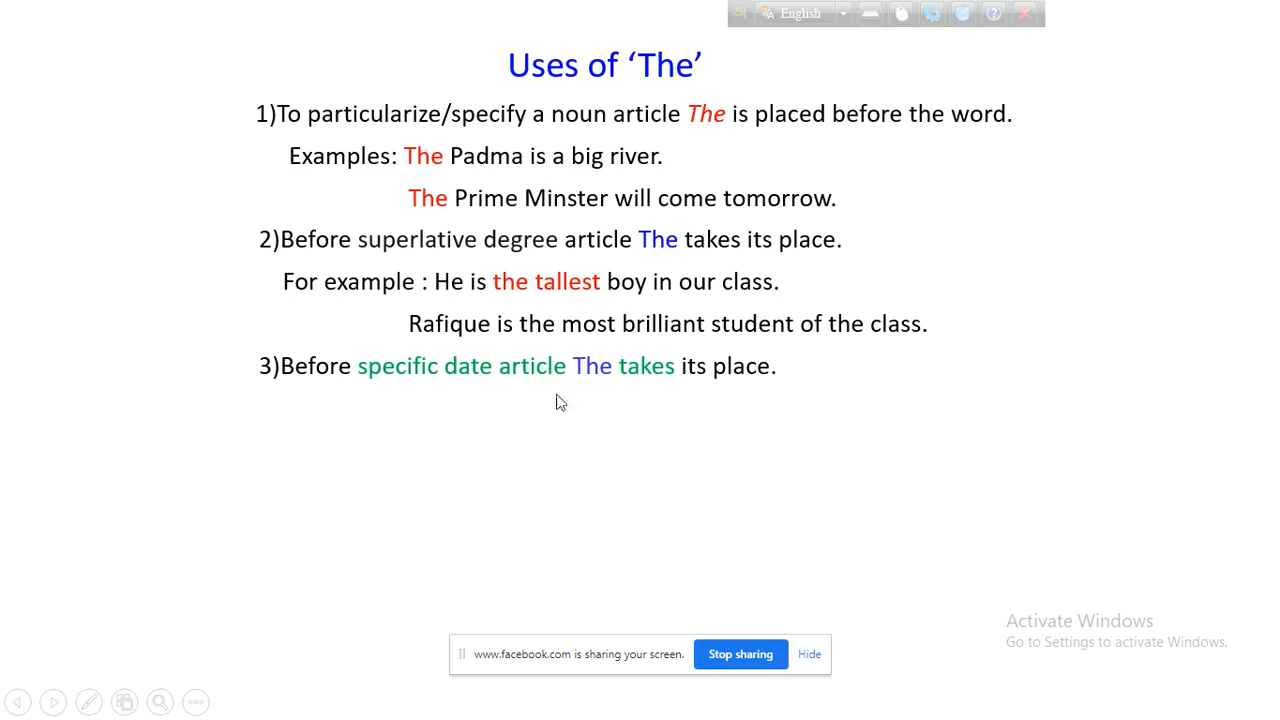 English
Uses of ‘The’
1)To particularize/specify a noun article The is placed before the word.
Examples: The Padma is a big river.
The Prime Minster will come tomorrow.
2)Before superlative degree article The takes its place.
For example : He is the tallest boy in our class.
Rafique is the most brilliant student of the class.
3)Before specific date article The takes its place.
Activate Windows
Go to Settings to activate Windows.
www.facebook.com is sharing your screen. Stop sharing Hide